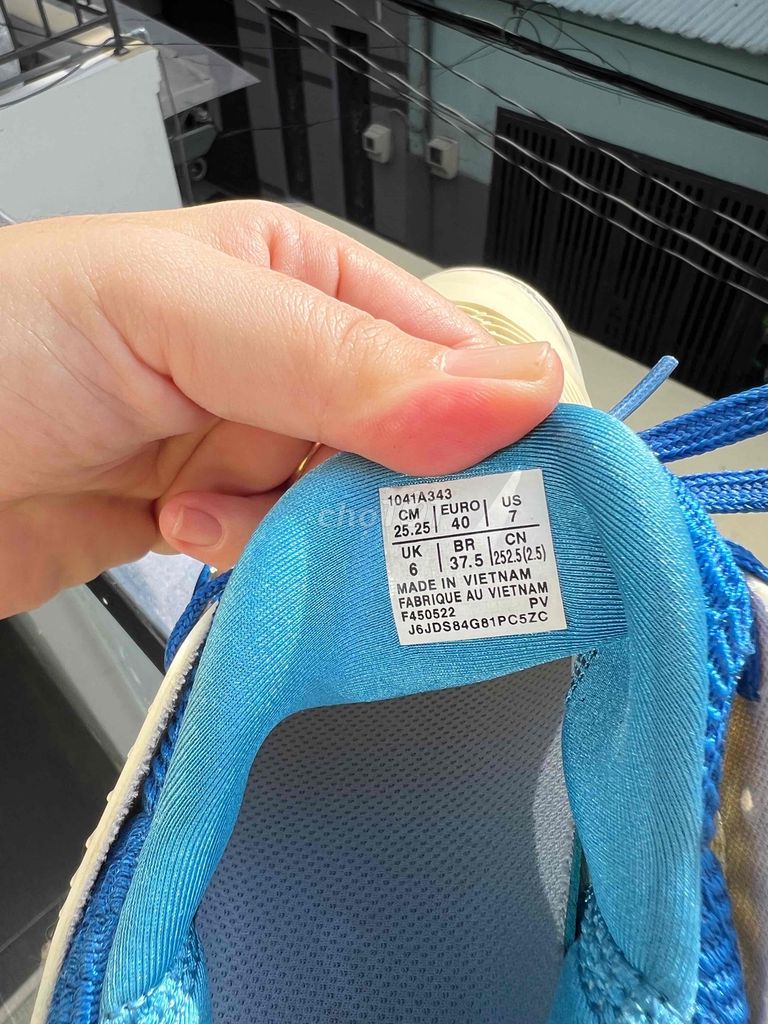 1041A343
CM EURO US
25.25 40 7
UK BR CN
6 37.5 252.5(2.5)
MADE IN VIETNAM
FABRIQUE AU VIETNAM
F450522 PV
J6JDS84G81PC5ZC